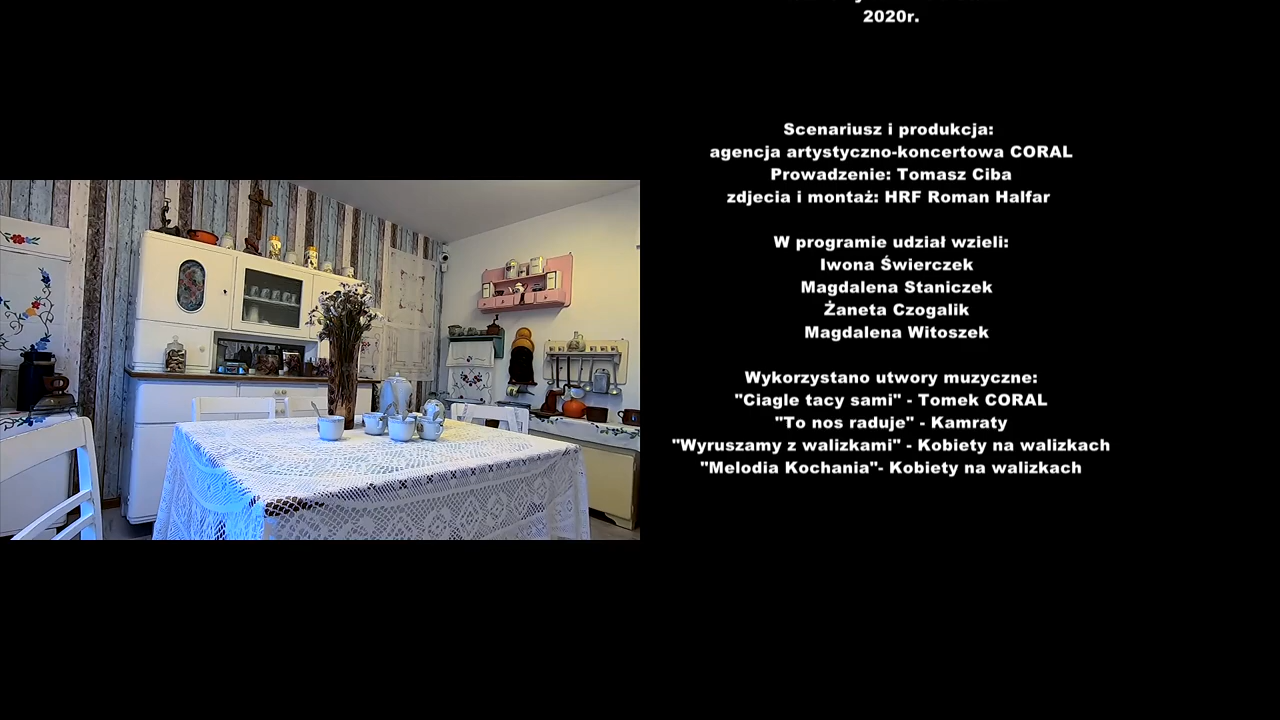 2020r.
Scenariusz i produkcja:
agencja artystyczno-koncertowa CORAL
Prowadzenie: Tomasz Ciba
zdjecia i montaż: HRF Roman Halfar
W programie udział wzieli:
Iwona Świerczek
Magdalena Staniczek
Żaneta Czogalik
Magdalena Witoszek
Wykorzystano utwory muzyczne:
"Ciagle tacy sami" - Tomek CORAL
"To nos raduje" - Kamraty
"Wyruszamy z walizkami" - Kobiety na walizkach
"Melodia Kochania"- Kobiety na walizkach